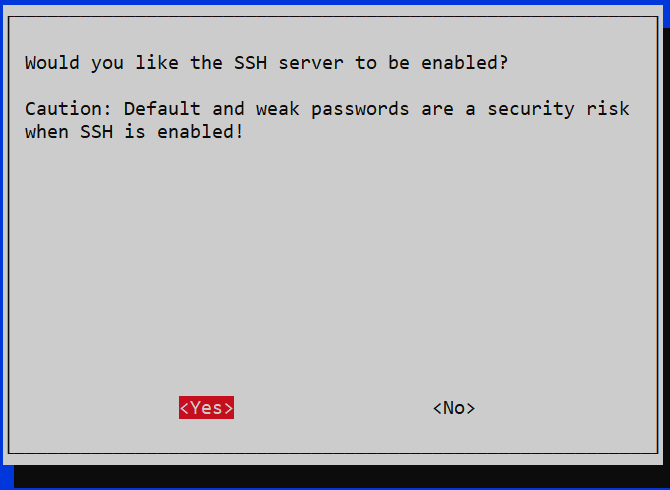 Would you like the SSH server to be enabled?
Caution: Default and weak passwords are a security risk
when SSH is enabled!
<Yes> <No>